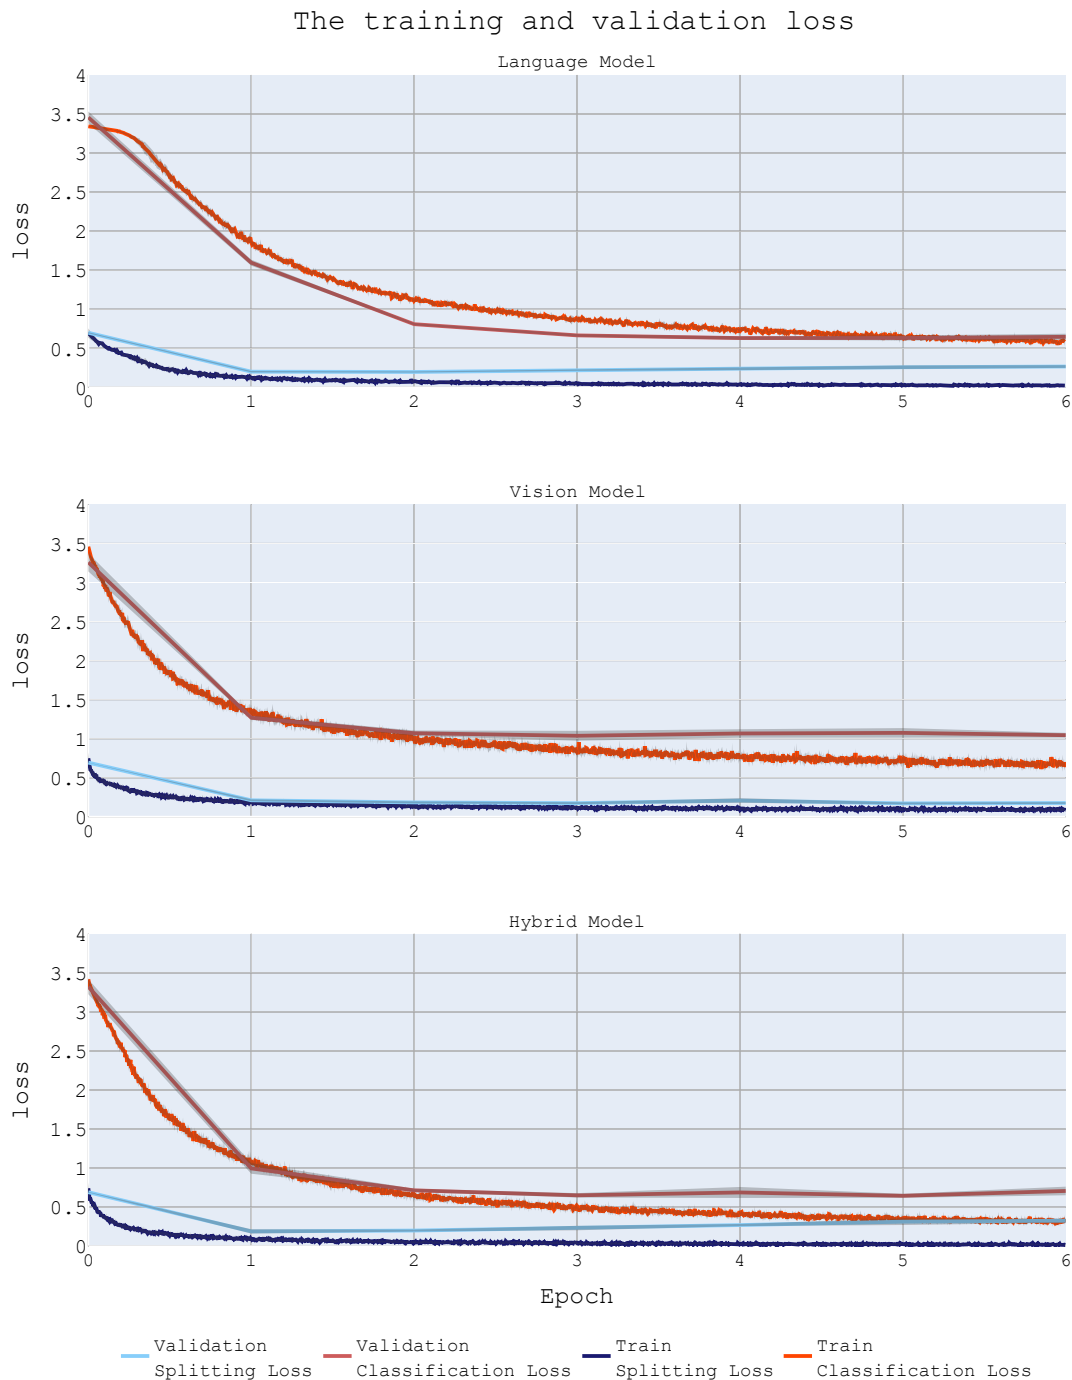 The training and validation loss
Language Model
4
3.5
3
2.5
2
1.5
1
0.5
0
loss
0 1 2 3 4 5 6
Vision Model
4
3.5
3
2.5
2
1.5
1
0.5
0
loss
0 1 2 3 4 5 6
Hybrid Model
4
3.5
3
2.5
2
1.5
1
0.5
0
loss
0 1 2 3 4 5 6
Epoch
Validation
Splitting Loss
Validation
Classification Loss
Train
Splitting Loss
Train
Classification Loss